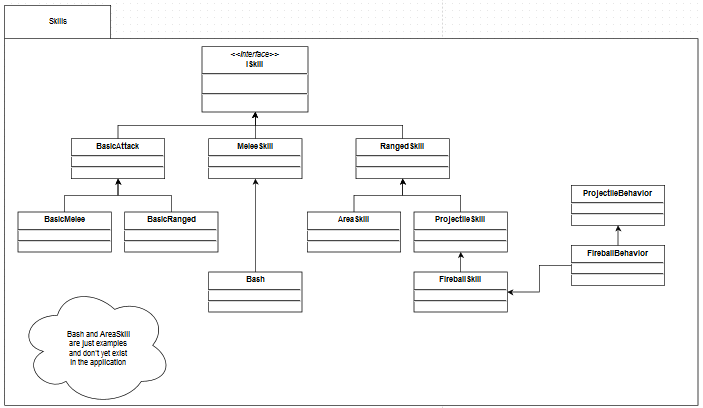 Skills
<<Interface>>
ISkill
BasicAttack
MeleeSkill
RangedSkill
BasicMelee
BasicRanged
AreaSkill
ProjectileSkill
ProjectileBehavior
FireballBehavior
Bash
FireballSkill
Bash and AreaSkill
are just examples
and don't yet exist
in the application